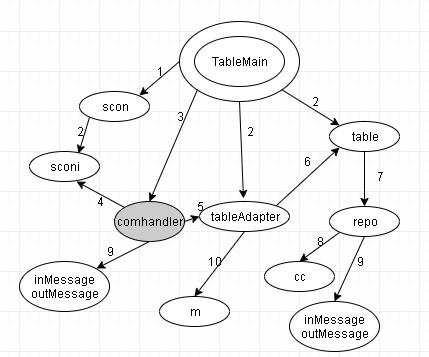 TableMain
1
scon
3
2
2
table
2
sconi
6
7
4
comhandler
5
tableAdapter
repo
9
10
8
9
inMessage
outMessage
cc
m
inMessage
outMessage